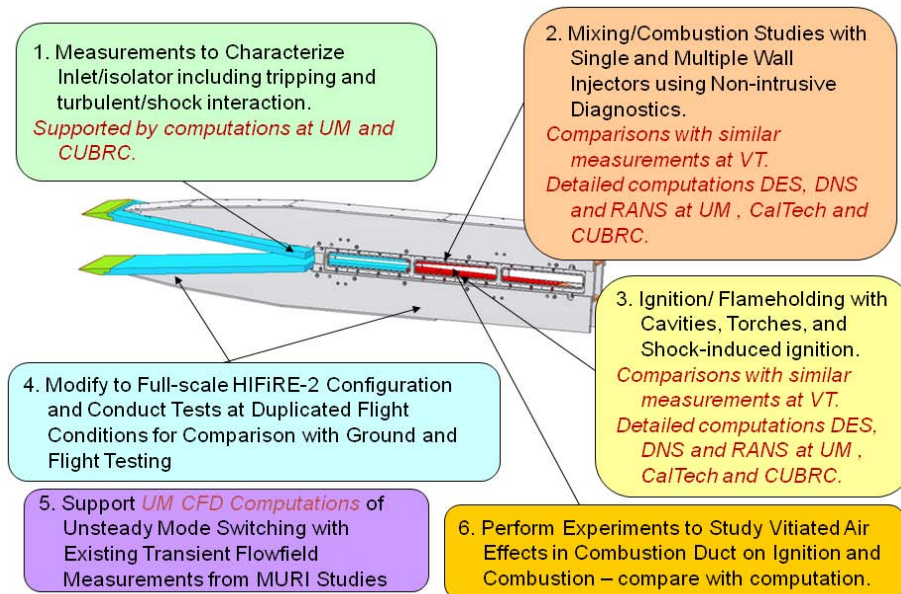 1. Measurements to Characterize
Inlet/isolator including tripping and
turbulent/shock interaction.
Supported by computations at UM and
CUBRC.
2. Mixing/Combustion Studies with
Single and Multiple Wall
Injectors using Non-intrusive
Diagnostics.
Comparisons with similar
measurements at VT.
Detailed computations DES, DNS
and RANS at UM , CalTech and
CUBRC.
3. Ignition/ Flameholding with
Cavities, Torches, and
Shock-induced ignition.
Comparisons with similar
measurements at VT.
Detailed computations DES,
DNS and RANS at UM ,
CalTech and CUBRC.
4. Modify to Full-scale HIFiRE-2 Configuration
and Conduct Tests at Duplicated Flight
Conditions for Comparison with Ground and
Flight Testing
5. Support UM CFD Computations of
Unsteady Mode Switching with
Existing Transient Flowfield
Measurements from MURI Studies
6. Perform Experiments to Study Vitiated Air
Effects in Combustion Duct on Ignition and
Combustion – compare with computation.